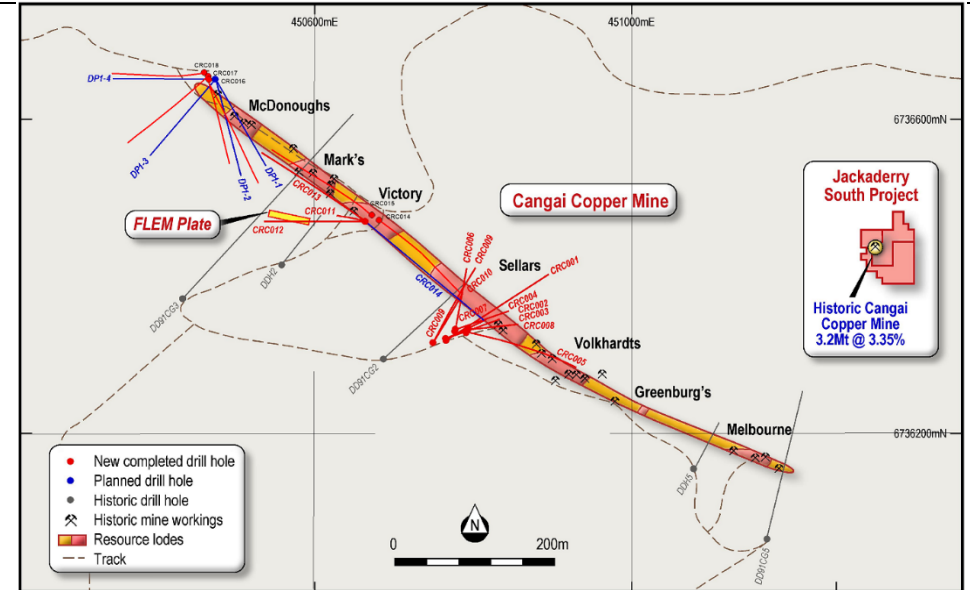 450600mE
451000mE
CRC018
CRC017
CRC016
DP1-4
McDonoughs
6736600mN
DP1-3
DP1-2
DP1-1
Mark's
CRC013
Victory
CRC015
CRC014
CRC011
FLEM Plate
CRC012
Cangai Copper Mine
Jackaderry
South Project
Historic Cangai
Copper Mine
3.2Mt @ 3.35%
DDH2
DD91CG3
CRC014
CRC006
CRC009
CRC010
Sellars
CRC001
CRC004
CRC002
CRC003
CRC008
CRC007
CRC009
DD91CG2
Volkhardts
CRC005
Greenburg's
Melbourne
6736200mN
DDH5
DD91CG5
New completed drill hole
Planned drill hole
Historic drill hole
Historic mine workings
Resource lodes
Track
N
0
200m